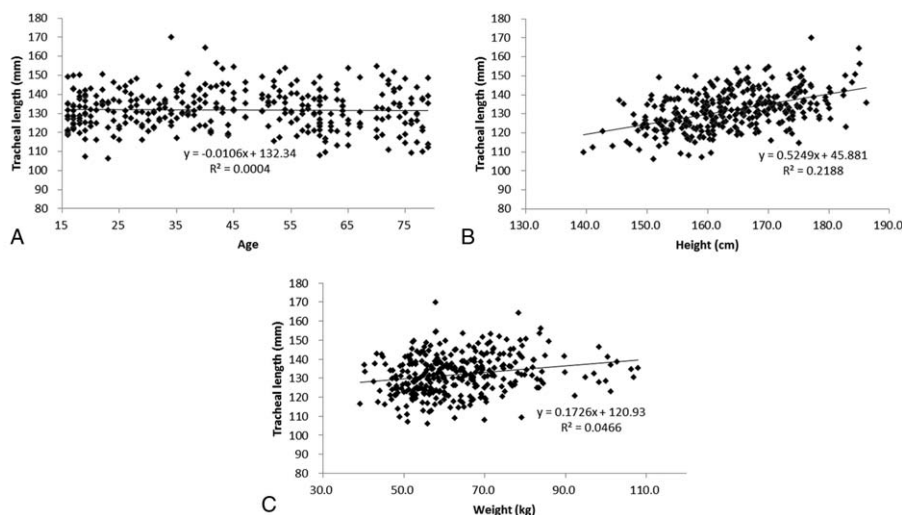 180
170
160
150
140
130
120
110
100
90
80
Tracheal length (mm)
y = -0.0106x + 132.34
R² = 0.0004
15 25 35 45 55 65 75
Age
A
180
170
160
150
140
130
120
110
100
90
80
Tracheal length (mm)
y = 0.5249x + 45.881
R² = 0.2188
130.0 140.0 150.0 160.0 170.0 180.0 190.0
Height (cm)
B
180
170
160
150
140
130
120
110
100
90
80
Tracheal length (mm)
y = 0.1726x + 120.93
R² = 0.0466
30.0 50.0 70.0 90.0 110.0
Weight (kg)
C